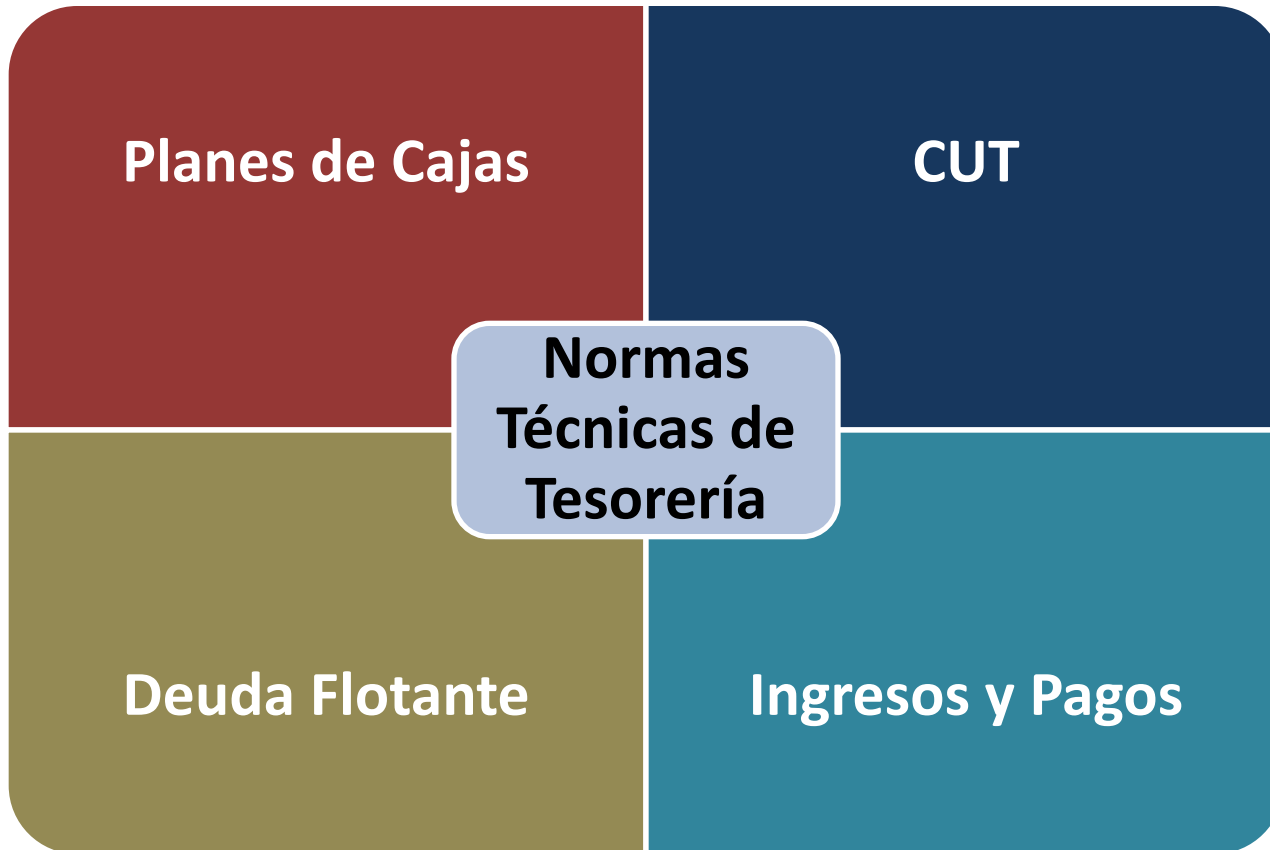 Planes de Cajas
CUT
Normas
Técnicas de
Tesorería
Deuda Flotante
Ingresos y Pagos